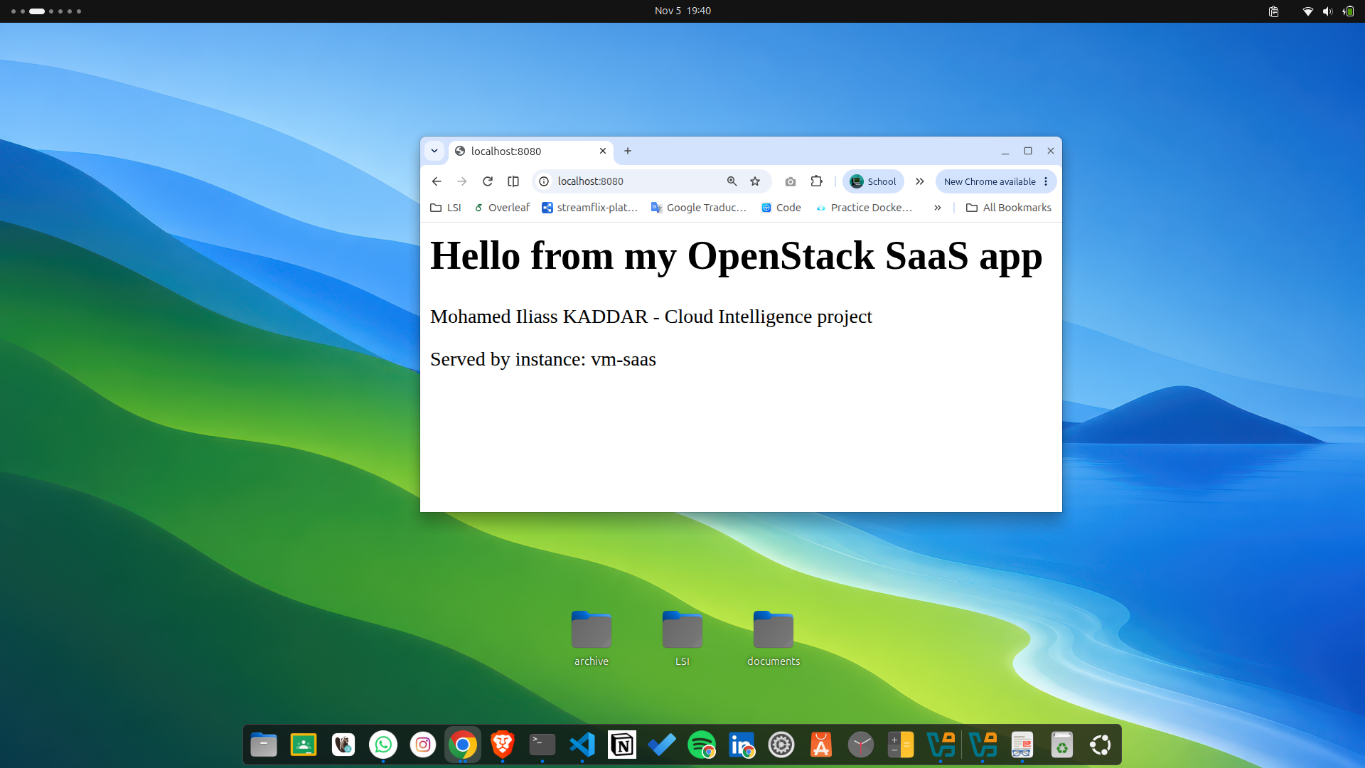 Nov 5 19:40
localhost:8080
localhost:8080
School
New Chrome available
LSI
Overleaf
streamflix-plat...
Google Traduc...
Code
Practice Docke...
All Bookmarks
Hello from my OpenStack SaaS app
Mohamed Iliass KADDAR - Cloud Intelligence project
Served by instance: vm-saas
archive
LSI
documents